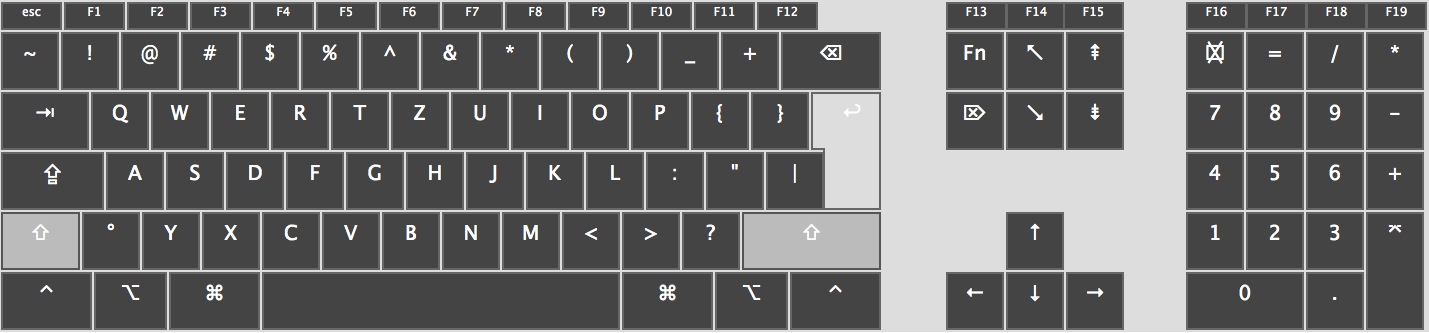 esc F1 F2 F3 F4 F5 F6 F7 F8 F9 F10 F11 F12 F13 F14 F15 F16 F17 F18 F19
~ ! @ # $ % ^ & * ( ) _ + ⌫ Fn ↖ ⇞ ⌧ = / *
⇥ Q W E R T Z U I O P { } ↩ ⌦ ↘ ⇟ 7 8 9 –
⇪ A S D F G H J K L : " | 4 5 6 +
⇧ ° Y X C V B N M < > ? ⇧ ↑ 1 2 3 ⌤
^ ⌥ ⌘ ⌘ ⌥ ^ ← ↓ → 0 .